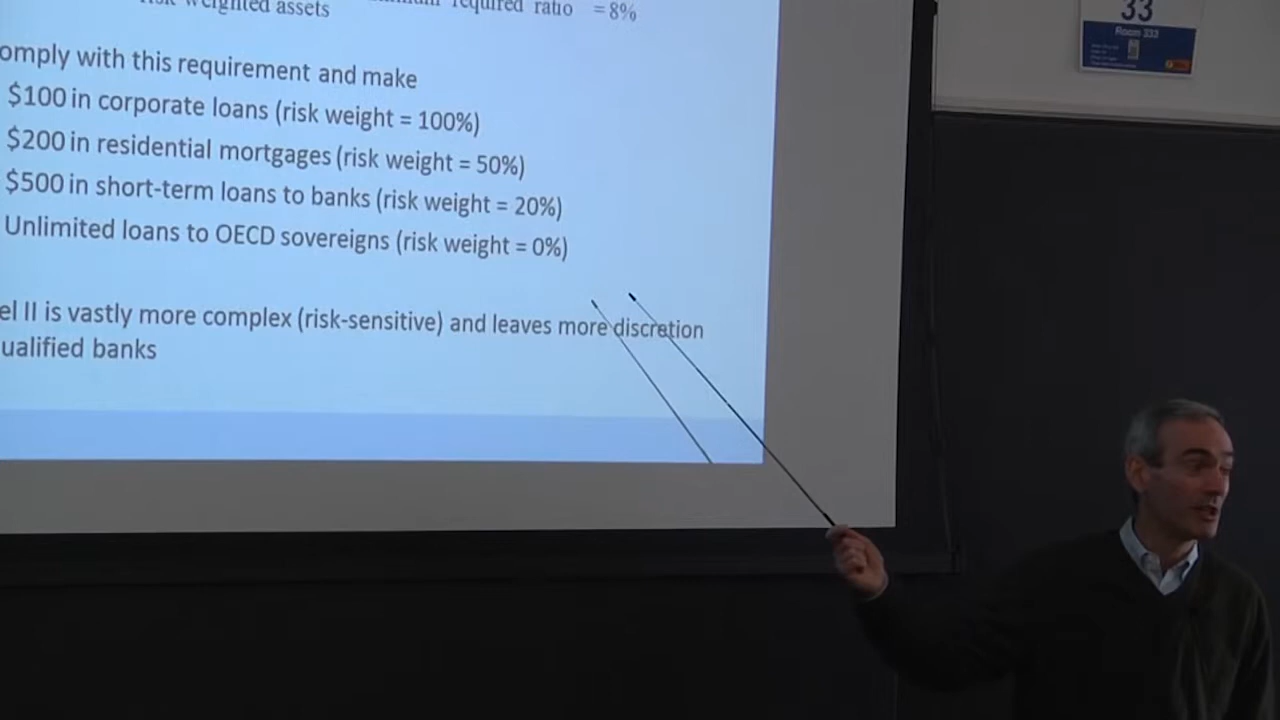 risk weighted assets required ratio = 8%
omply with this requirement and make
$100 in corporate loans (risk weight = 100%)
$200 in residential mortgages (risk weight = 50%)
$500 in short-term loans to banks (risk weight = 20%)
Unlimited loans to OECD sovereigns (risk weight = 0%)
el II is vastly more complex (risk-sensitive) and leaves more discretion
ualified banks
33
Room 333